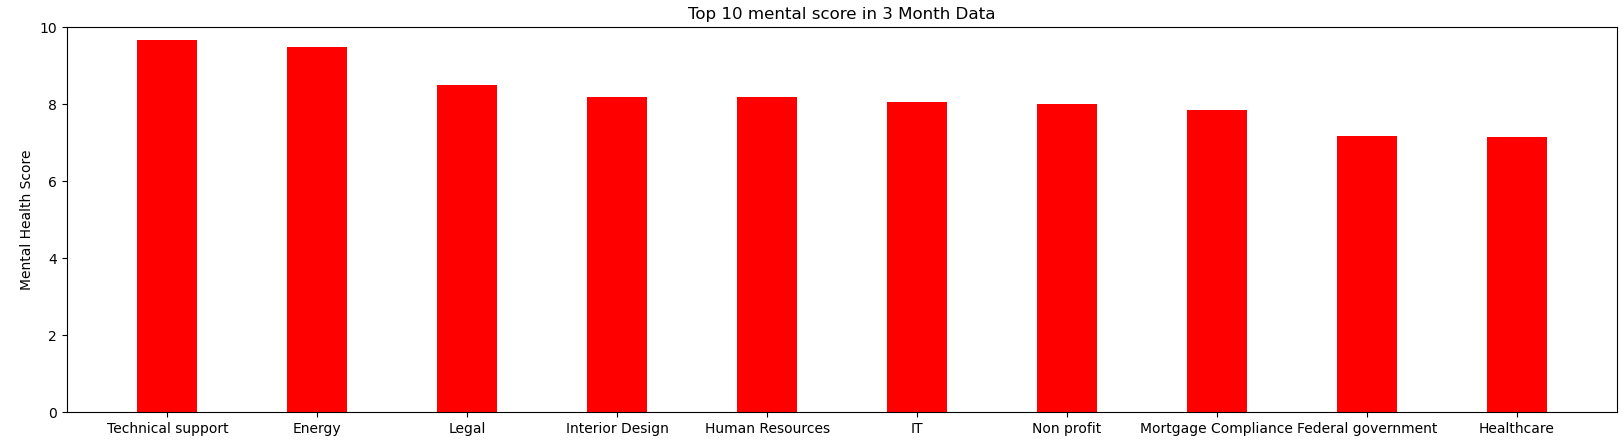 Top 10 mental score in 3 Month Data
10
8
6
4
2
0
Mental Health Score
Technical support Energy Legal Interior Design Human Resources IT Non profit Mortgage Compliance Federal government Healthcare